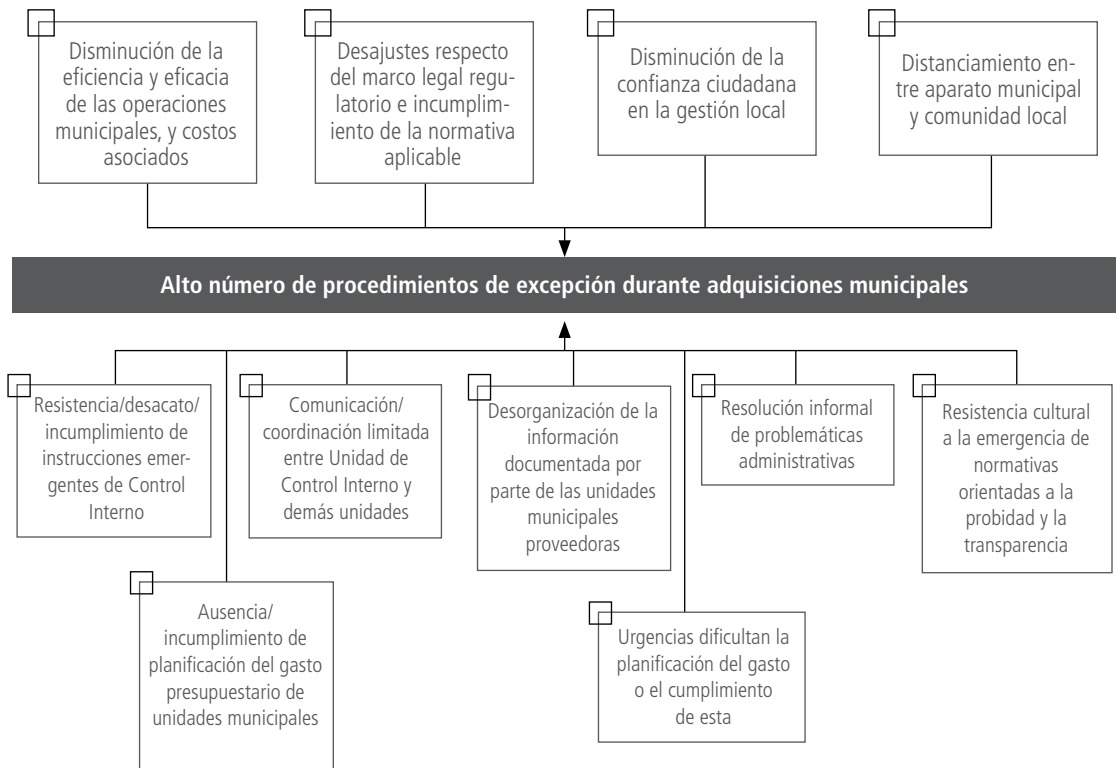 Disminución de la
eficiencia y eficacia
de las operaciones
municipales, y costos
asociados
Desajustes respecto
del marco legal regu-
latorio e incumplim-
iento de la normativa
aplicable
Disminución de la
confianza ciudadana
en la gestión local
Distanciamiento en-
tre aparato municipal
y comunidad local
Alto número de procedimientos de excepción durante adquisiciones municipales
Resistencia/desacato/
incumplimiento de
instrucciones emer-
gentes de Control
Interno
Comunicación/
coordinación limitada
entre Unidad de
Control Interno y
demás unidades
Desorganización de la
información
documentada por
parte de las unidades
municipales
proveedoras
Resolución informal
de problemáticas
administrativas
Resistencia cultural
a la emergencia de
normativas
orientadas a la
probidad y la
transparencia
Ausencia/
incumplimiento de
planificación del gasto
presupuestario de
unidades municipales
Urgencias dificultan la
planificación del gasto
o el cumplimiento
de esta